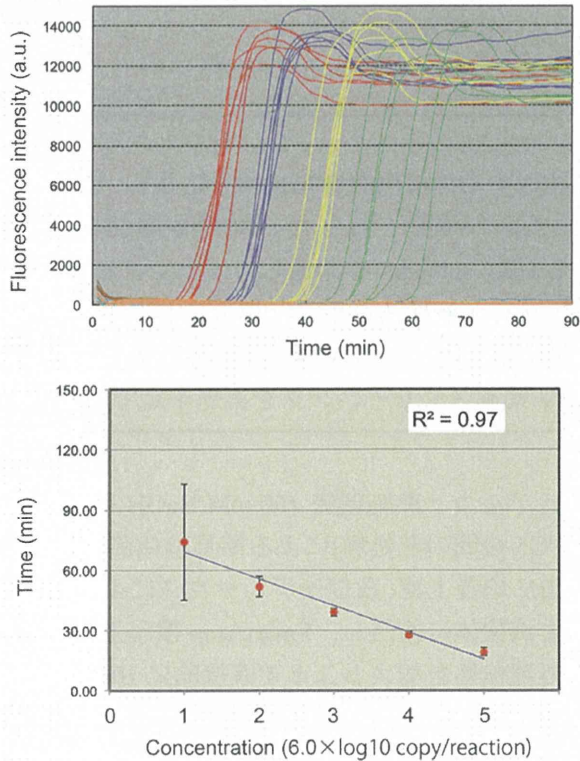 Fluorescence intensity (a.u.)
14000
12000
10000
8000
6000
4000
2000
0
0 10 20 30 40 50 60 70 80 90
Time (min)
Time (min)
150.00
120.00
90.00
60.00
30.00
0.00
R² = 0.97
0 1 2 3 4 5
Concentration (6.0×log10 copy/reaction)